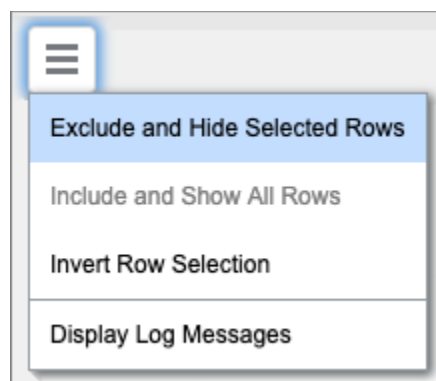 Exclude and Hide Selected Rows
Include and Show All Rows
Invert Row Selection
Display Log Messages